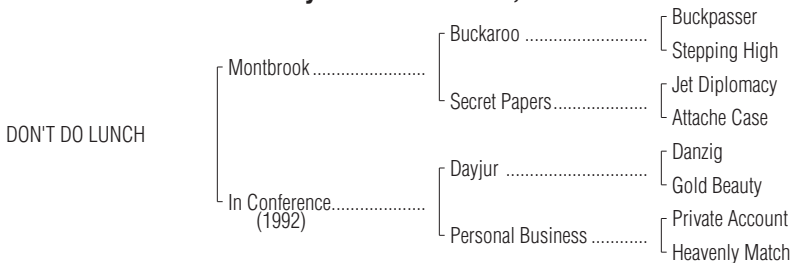 Buckpasser
Buckaroo ..............................
Stepping High
Montbrook ...........................
Jet Diplomacy
Secret Papers.......................
Attache Case
DON'T DO LUNCH
Danzig
Dayjur ..................................
Gold Beauty
In Conference.......................
(1992)
Private Account
Personal Business ..............
Heavenly Match